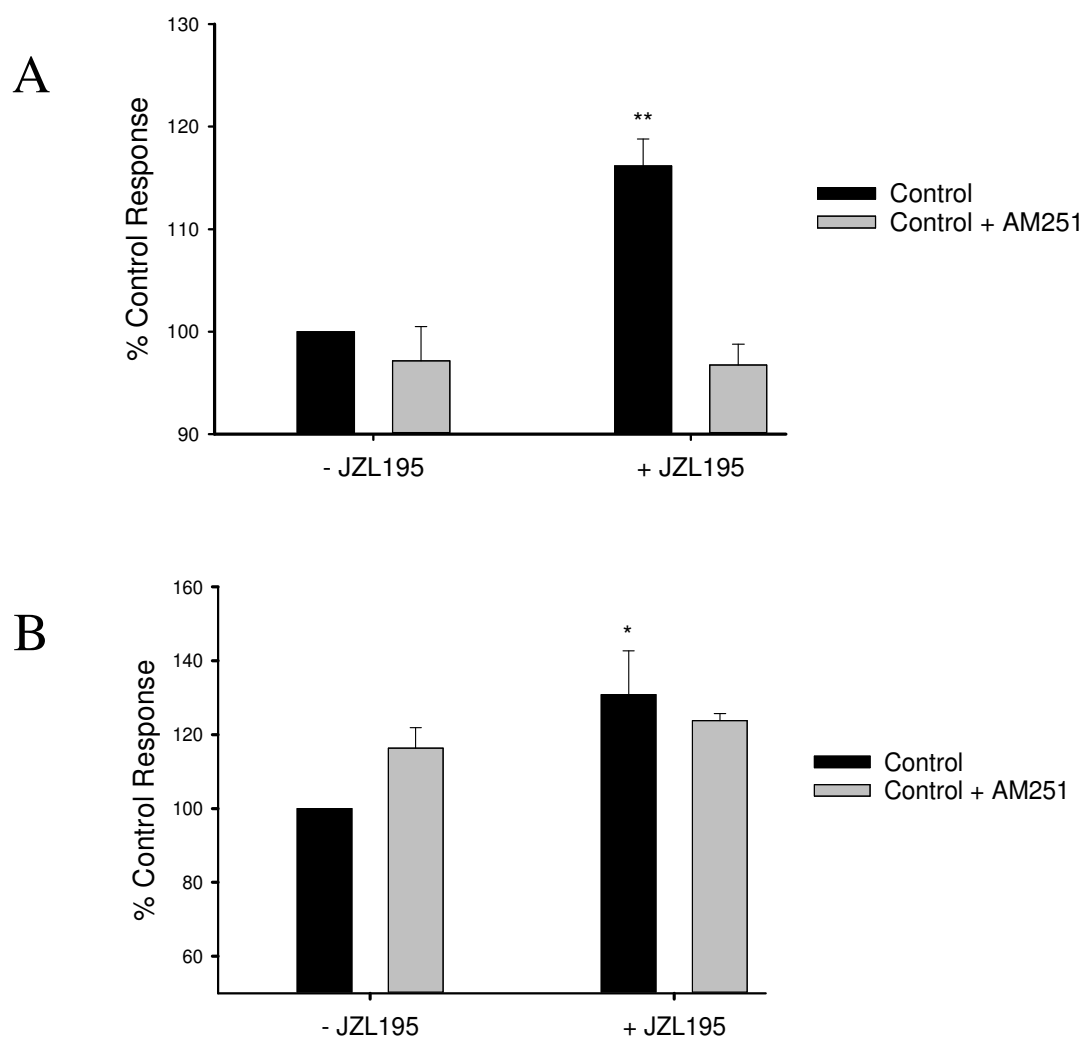 A
% Control Response
130
120
110
100
90
**
- JZL195
+ JZL195
Control
Control + AM251
B
% Control Response
160
140
120
100
80
60
*
- JZL195
+ JZL195
Control
Control + AM251